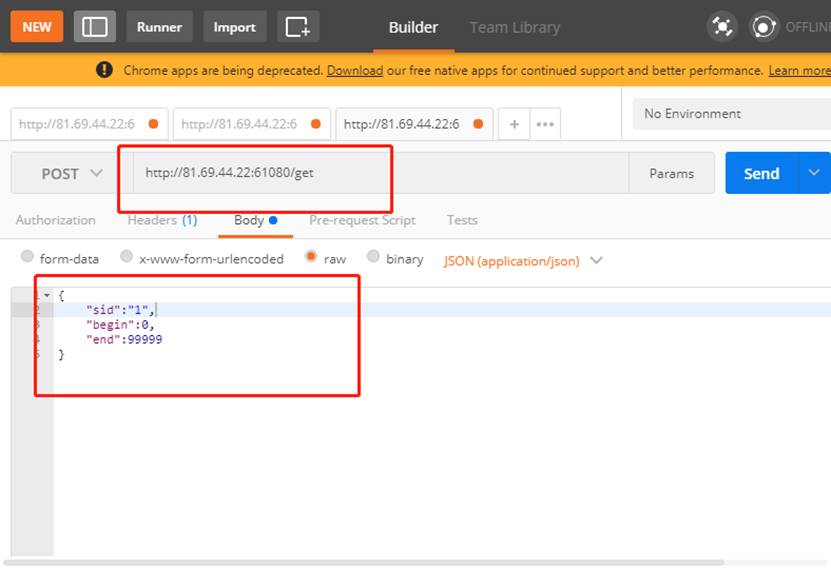 NEW Runner Import Builder Team Library OFFLIN
Chrome apps are being deprecated. Download our free native apps for continued support and better performance. Learn more
http://81.69.44.22:6 http://81.69.44.22:6 http://81.69.44.22:6 + ••• No Environment
POST http://81.69.44.22:61080/get Params Send
Authorization Headers (1) Body Pre-request Script Tests
form-data x-www-form-urlencoded raw binary JSON (application/json)
1 {
2 "sid":"1",
3 "begin":0,
4 "end":99999
5 }